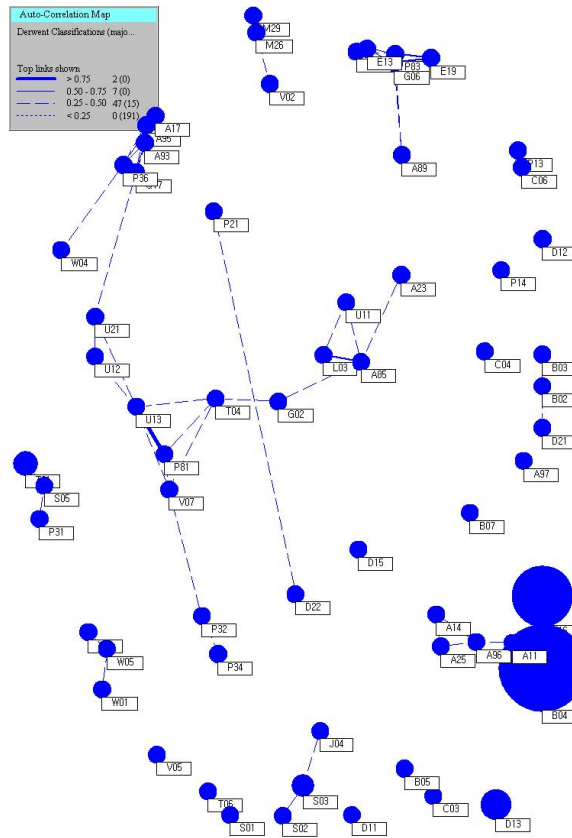 Auto-Correlation Map
Derwent Classifications (majo...
Top links shown
> 0.75 2 (0)
0.50 - 0.75 7 (0)
0.25 - 0.50 47 (15)
< 0.25 0 (191)
M29
M26
V02
E13
P83
G06
E19
A89
A17
A95
A93
P36
W04
P21
P13
C06
D12
P14
A23
U11
U21
U12
L03
A85
C04
B03
B02
U13
T04
G02
D21
P81
A97
V07
S05
P31
B07
D15
D22
P32
P34
A14
A25
A96
A11
B04
W05
W01
J04
V05
T06
S01
S03
S02
D11
B05
C03
D13